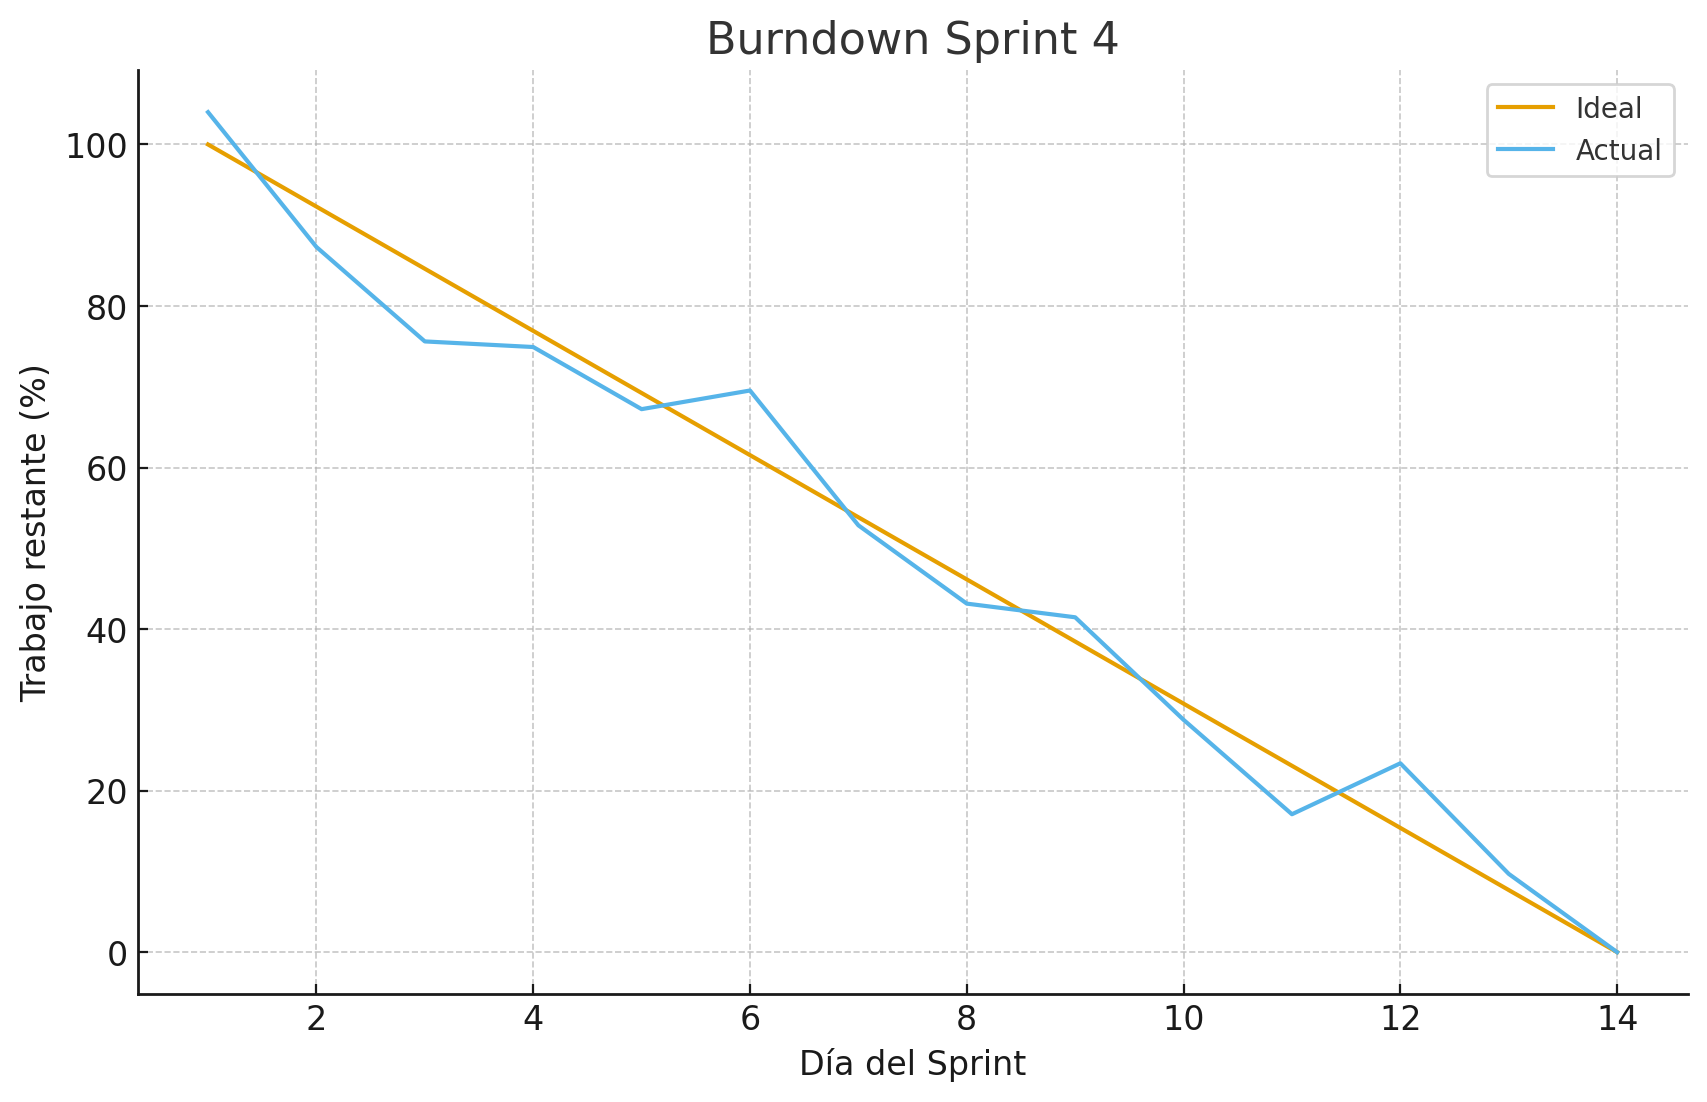 Burndown Sprint 4
Ideal
Actual
Trabajo restante (%)
100
80
60
40
20
0
2 4 6 8 10 12 14
Día del Sprint